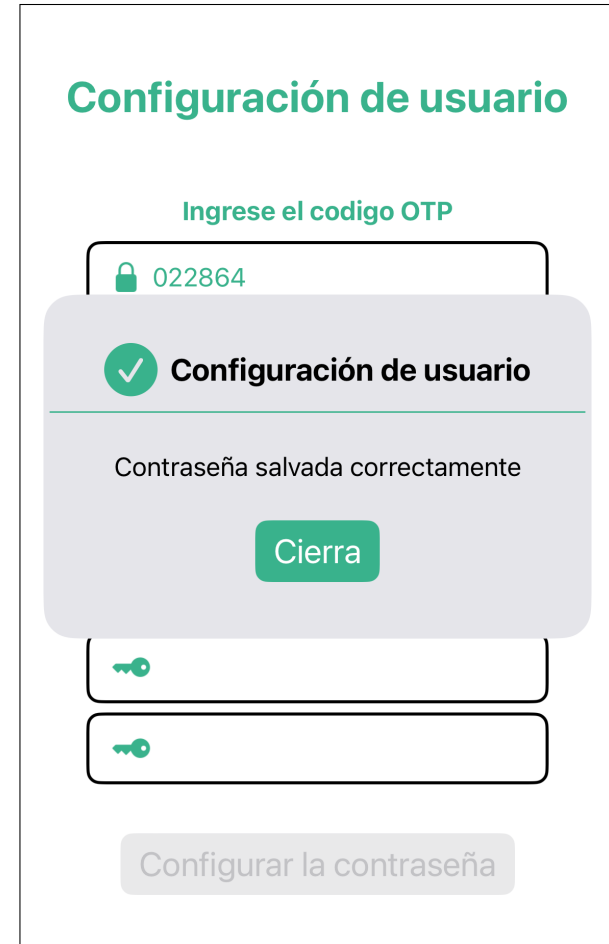 Configuración de usuario
Ingrese el codigo OTP
022864
Configuración de usuario
Contraseña salvada correctamente
Cierra
Configurar la contraseña